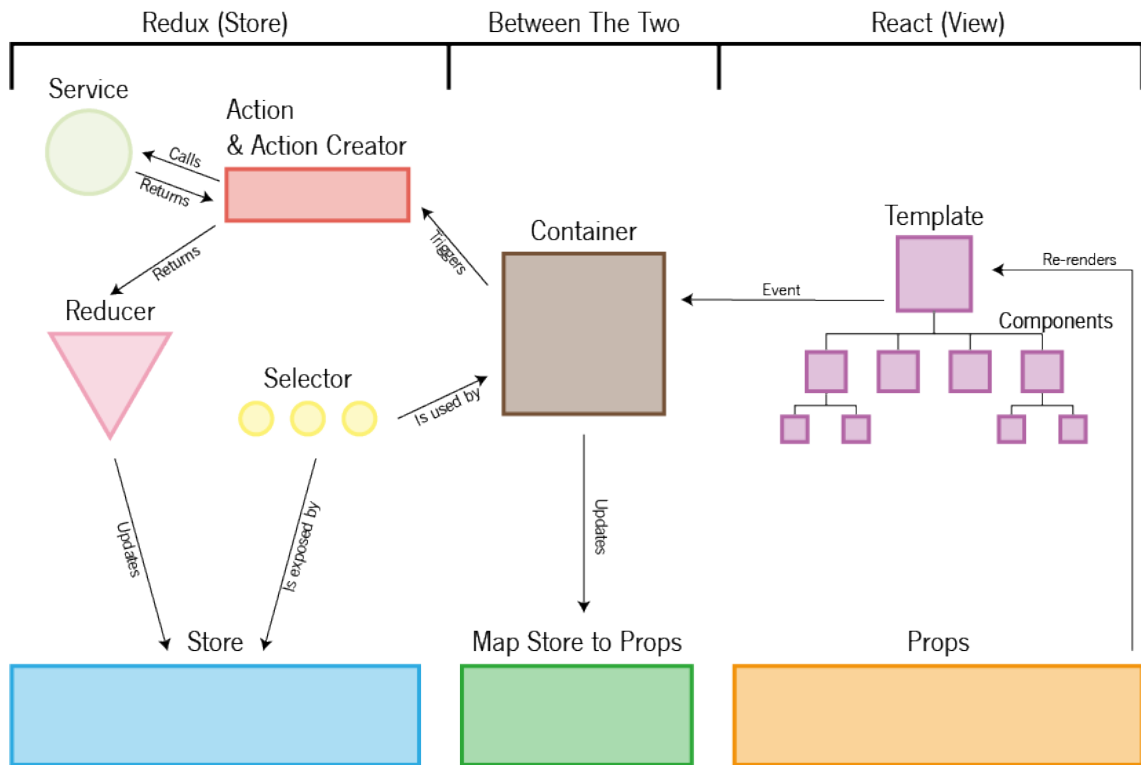 Redux (Store)
Between The Two
React (View)
Service
Action
& Action Creator
Calls
Returns
Returns
Triggers
Container
Template
Re-renders
Event
Components
Reducer
Selector
Is used by
Updates
Is exposed by
Updates
Store
Map Store to Props
Props